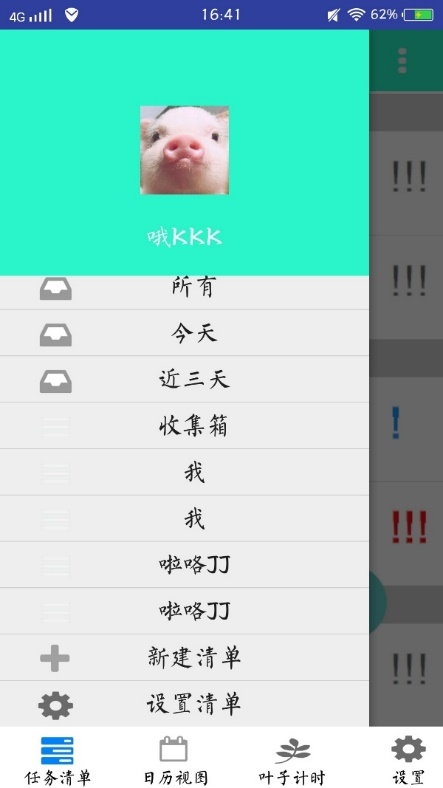 4G 16:41 62%
哦KKK
!!!
!!!
所有
今天
近三天
收集箱
!
我
我
!!!
啦咯JJ
啦咯JJ
新建清单
!!!
设置清单
任务清单 日历视图 叶子计时 设置